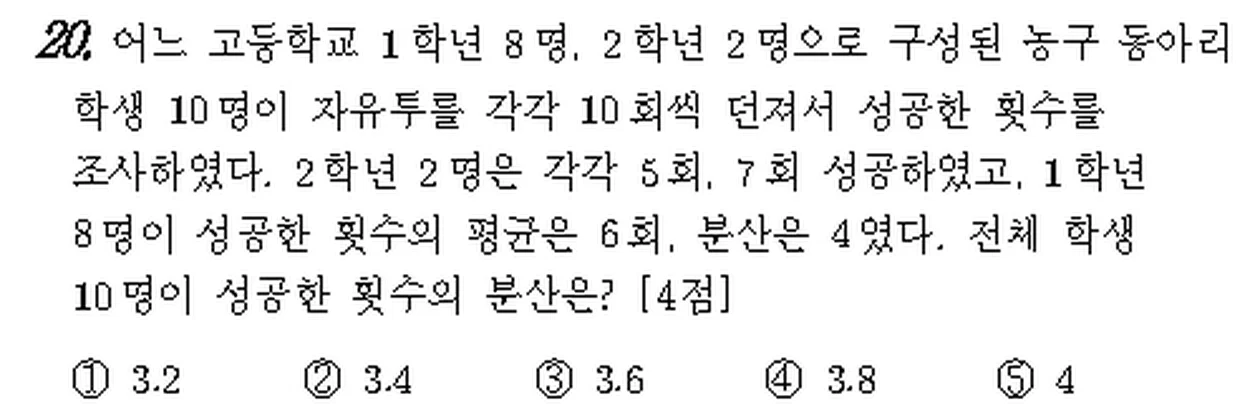 20. 어느 고등학교 1학년 8명, 2학년 2명으로 구성된 농구 동아리
학생 10명이 자유투를 각각 10회씩 던져서 성공한 횟수를
조사하였다. 2학년 2명은 각각 5회, 7회 성공하였고, 1학년
8명이 성공한 횟수의 평균은 6회, 분산은 4였다. 전체 학생
10명이 성공한 횟수의 분산은? [4점]
① 3.2 ② 3.4 ③ 3.6 ④ 3.8 ⑤ 4